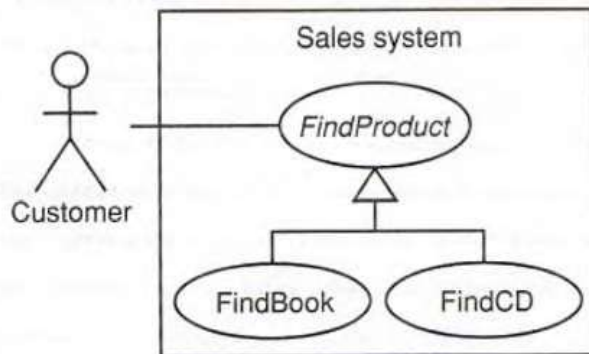 Sales system
FindProduct
Customer
FindBook
FindCD